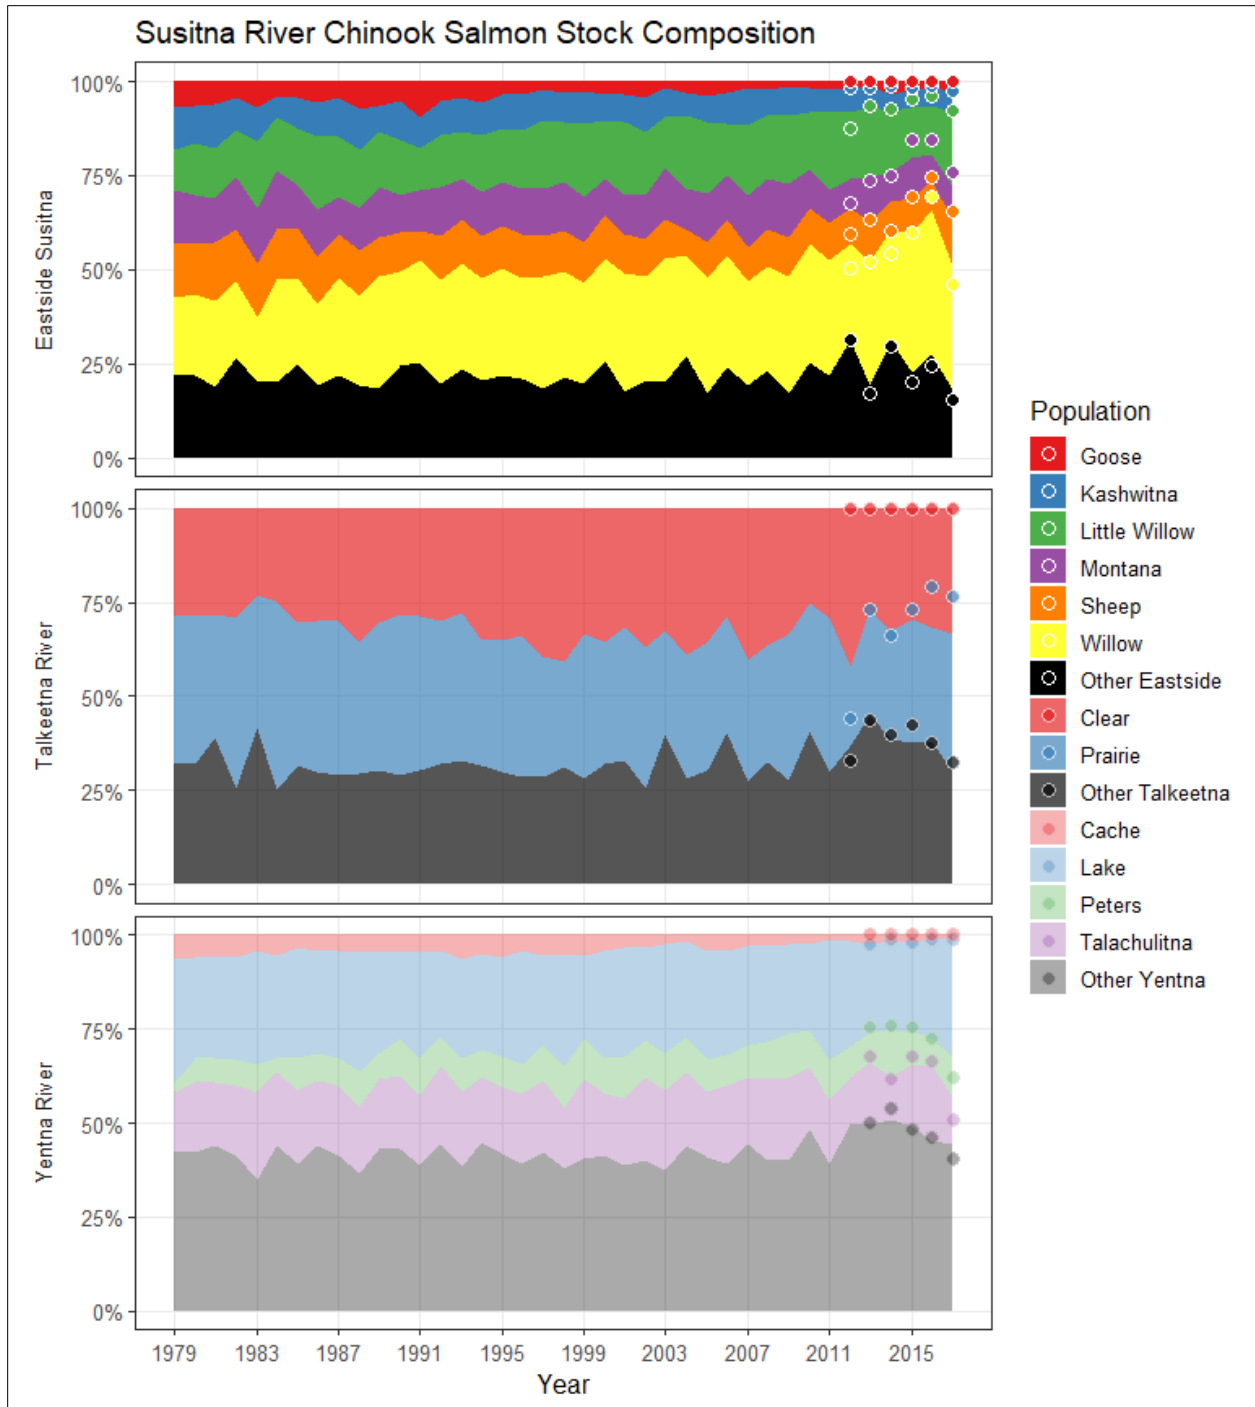 Susitna River Chinook Salmon Stock Composition
100%
75%
50%
25%
0%
Eastside Susitna
100%
75%
50%
25%
0%
Talkeetna River
100%
75%
50%
25%
0%
Yentna River
1979 1983 1987 1991 1995 1999 2003 2007 2011 2015
Year
Population
Goose
Kashwitna
Little Willow
Montana
Sheep
Willow
Other Eastside
Clear
Prairie
Other Talkeetna
Cache
Lake
Peters
Talachulitna
Other Yentna